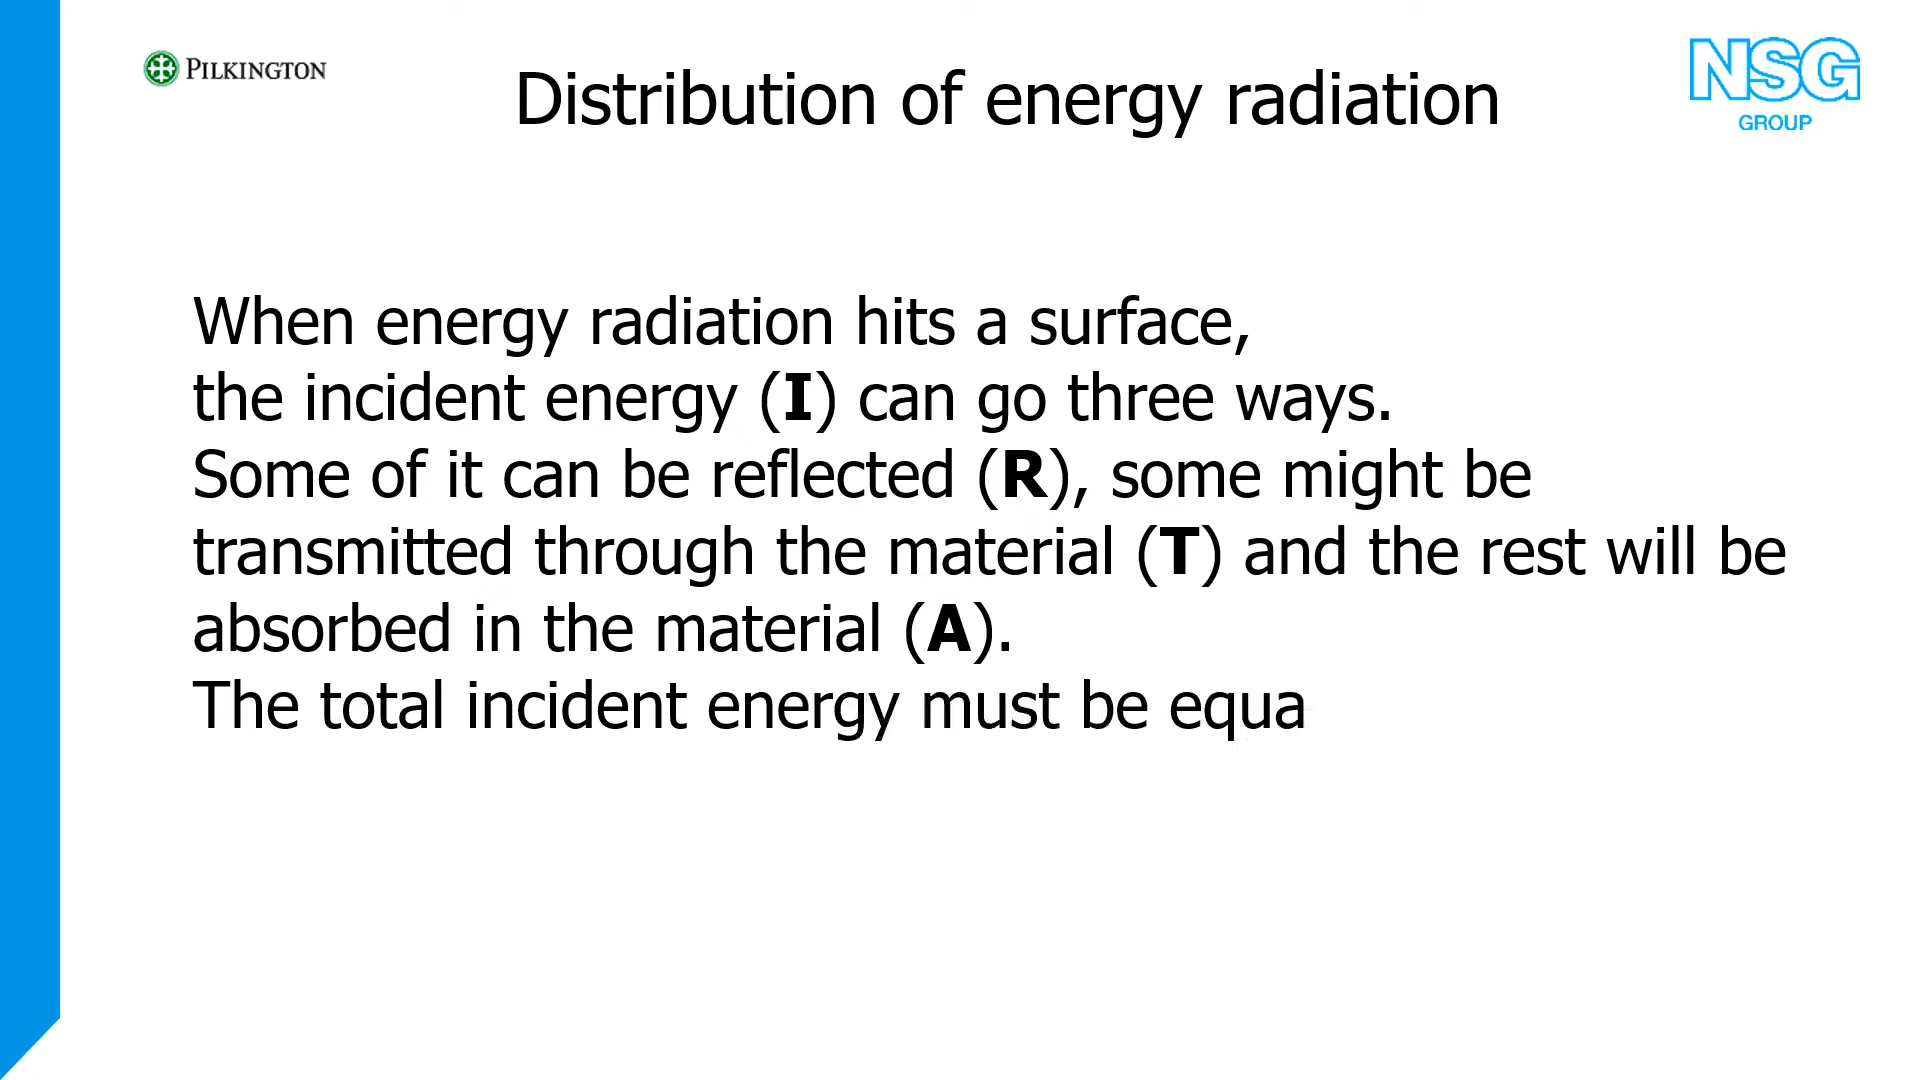 PILKINGTON
Distribution of energy radiation
NSG
GROUP
When energy radiation hits a surface,
the incident energy (I) can go three ways.
Some of it can be reflected (R), some might be
transmitted through the material (T) and the rest will be
absorbed in the material (A).
The total incident energy must be equa